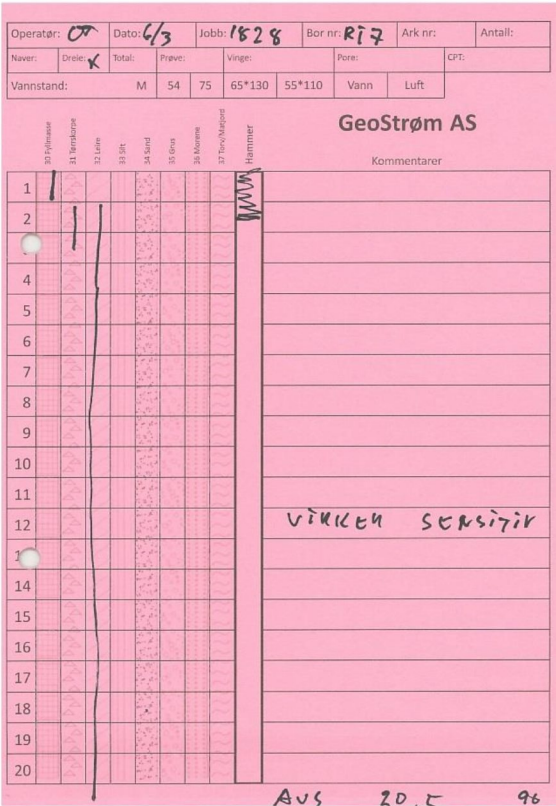 Operatør: OØ Dato: 6/3 Jobb: 1828 Bor nr: RI7 Ark nr: Antall:
Naver: Dreie: X Total: Prøve: Vinge: Pore: CPT:
Vannstand: M 54 75 65*130 55*110 Vann Luft
GeoStrøm AS
30 Fyllmasse 31 Tørrskorpe 32 Leire 33 Silt 34 Sand 35 Grus 36 Morene 37 Torv/Matjord Hammer Kommentarer
1
2
4
5
6
7
8
9
10
11
12 VIRKER SENSITIV
14
15
16
17
18
19
20
AVS 20.5 96